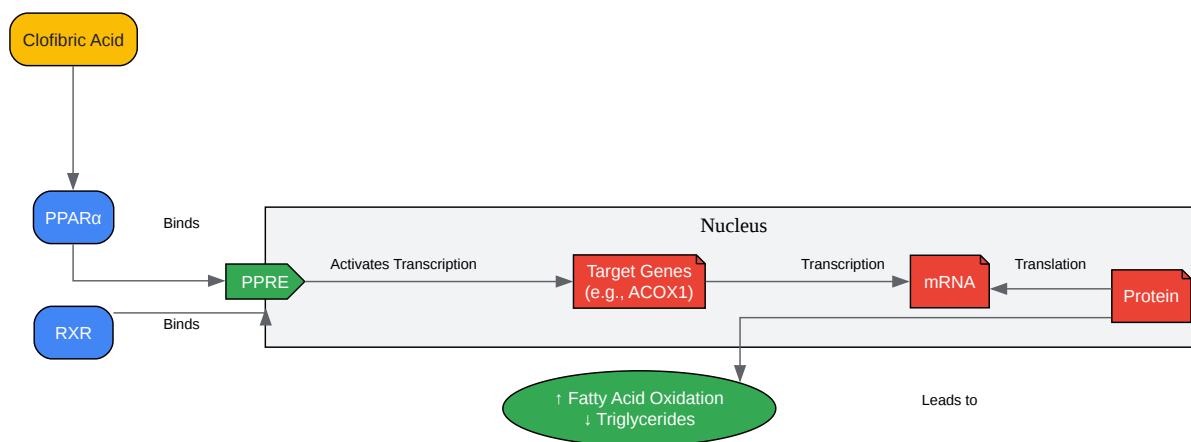 Clofibric Acid
PPARα
Binds
Nucleus
PPRE
Activates Transcription
Target Genes
(e.g., ACOX1)
Transcription
mRNA
Translation
Protein
RXR
Binds
↑ Fatty Acid Oxidation
↓ Triglycerides
Leads to